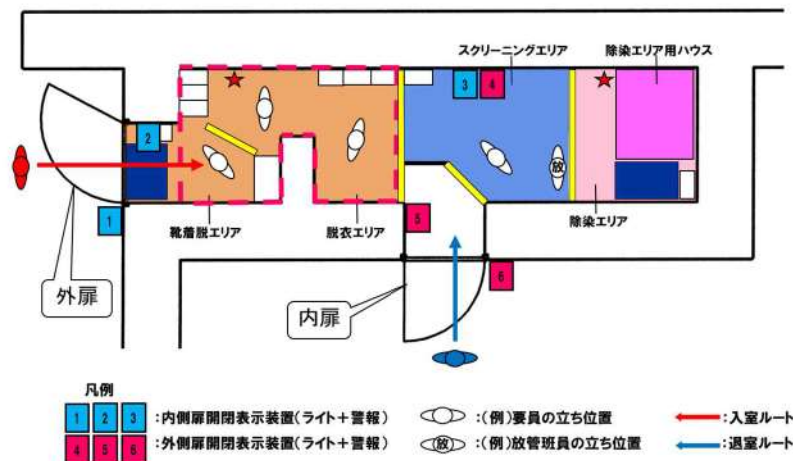 スクリーニングエリア
除染エリア用ハウス
3
4
2
放
1
靴着脱エリア
脱衣エリア
5
除染エリア
6
外扉
内扉
凡例
1 2 3 :内側扉開閉表示装置(ライト+警報)
:(例)要員の立ち位置
:入室ルート
4 5 6 :外側扉開閉表示装置(ライト+警報)
放 :(例)放管班員の立ち位置
:退室ルート